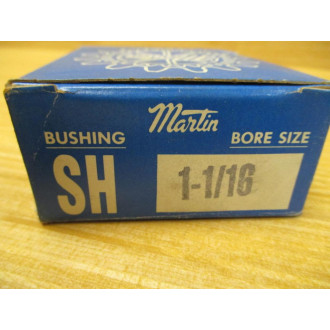 Martin
BUSHING
BORE SIZE
SH
1-1/16